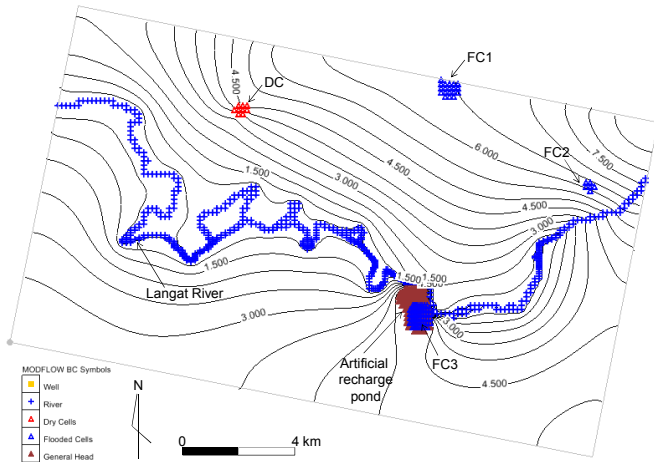 FC1
DC
4.500
6.000
7.500
FC2
4.500
1.500
3.000
4.500
3.000
1.500
1.500
1.500
Langat River
3.000
3.000
Artificial
recharge
pond
FC3
4.500
MODFLOW BC Symbols
Well
River
Dry Cells
Flooded Cells
General Head
N
0
4 km